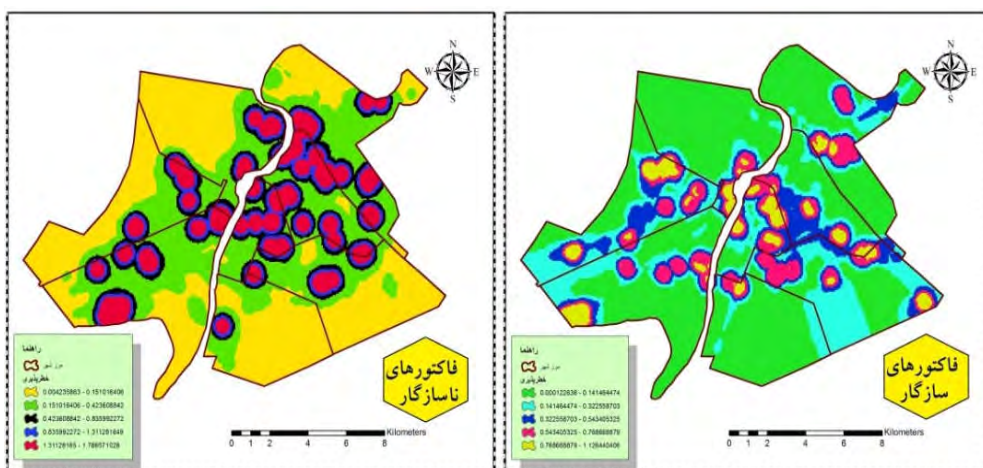 N
W E
S
راهنما
مرز شهر
خطرپذیری
0.004235863 - 0.151016406
0.151016406 - 0.423608842
0.423608842 - 0.835992272
0.835992272 - 1.311281649
1.31128165 - 1.786571028
فاکتورهای
ناسازگار
Kilometers
0 1 2 4 6 8
N
W E
S
راهنما
مرز شهر
خطرپذیری
0.000122636 - 0.141464474
0.141464474 - 0.322558703
0.322558703 - 0.543405325
0.543405325 - 0.768668879
0.768668879 - 1.126440406
فاکتورهای
سازگار
Kilometers
0 1 2 4 6 8